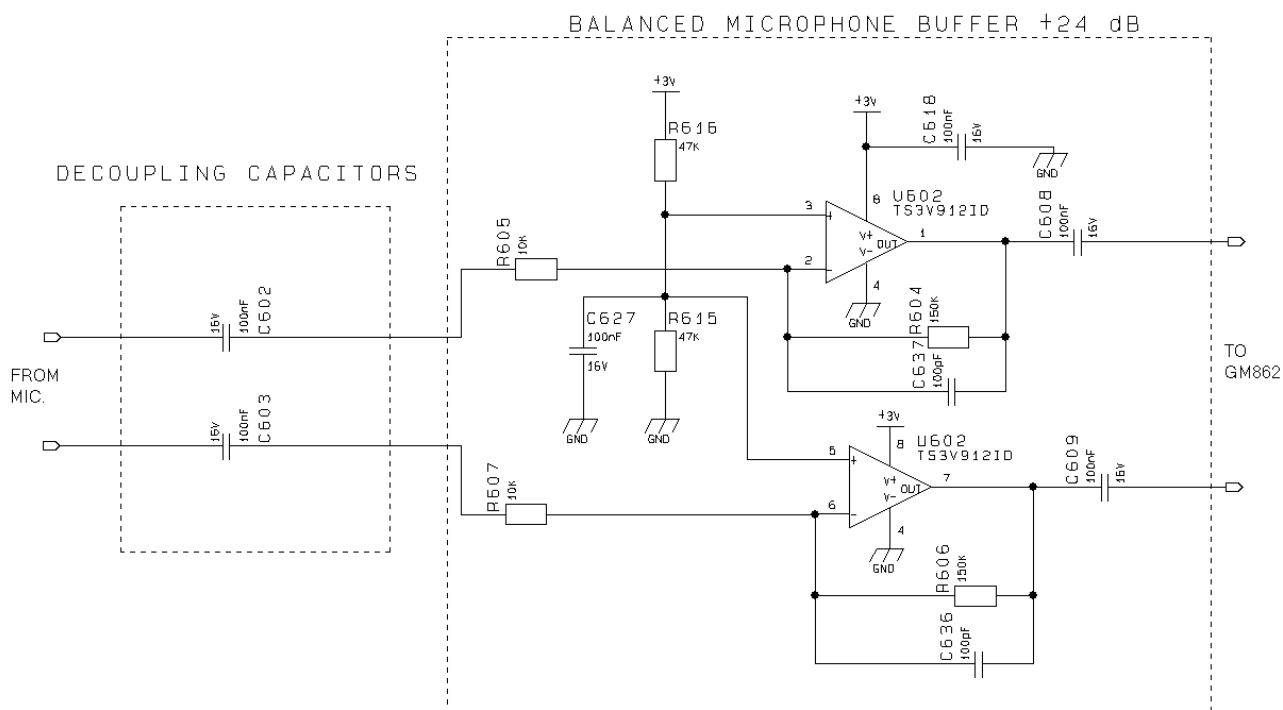 BALANCED MICROPHONE BUFFER +24 dB
DECOUPLING CAPACITORS
+3V
R616
47K
+3V
C618
100nF
16V
GND
U602
TS3V912ID
8
3
+
2
-
V+
V-
OUT
1
4
GND
C608
100nF
16V
R605
10K
C602
100nF
16V
C627
100nF
16V
GND
R615
47K
GND
R604
150K
C637
100pF
FROM
MIC.
TO
GM862
C603
100nF
16V
+3V
U602
TS3V912ID
8
5
+
6
-
V+
V-
OUT
7
4
GND
C609
100nF
16V
R607
10K
R606
150K
C636
100pF